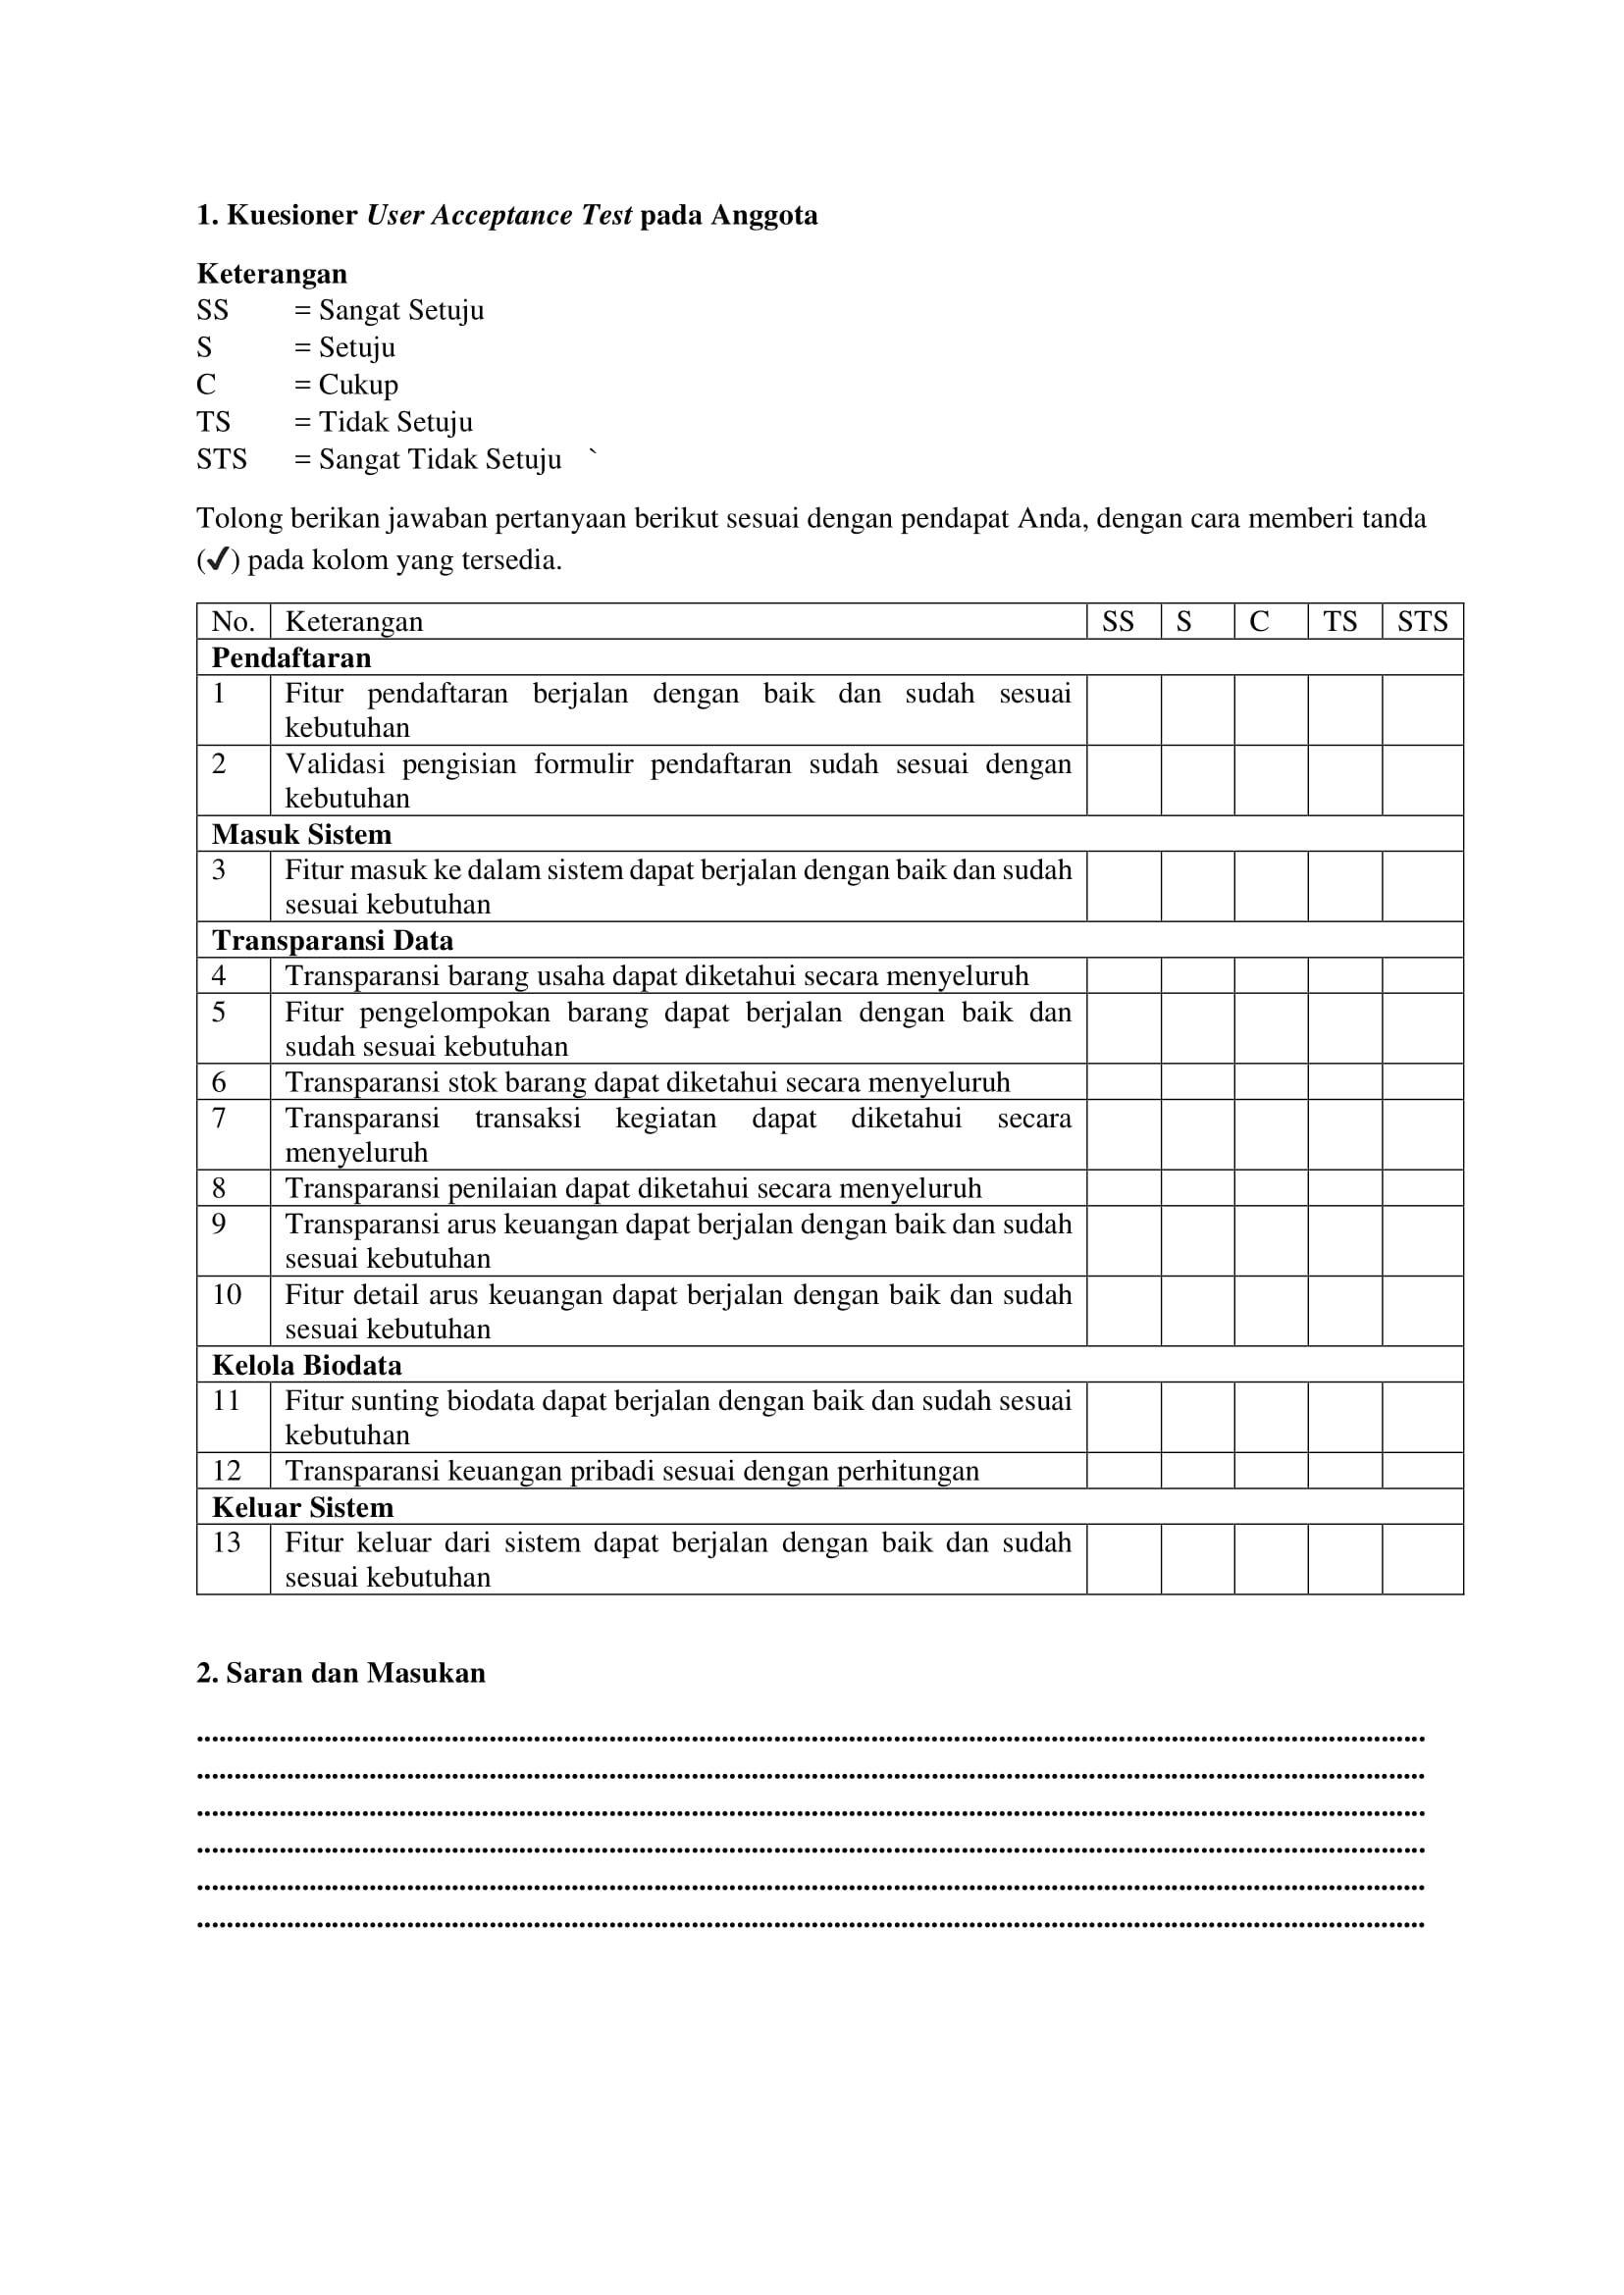 1. Kuesioner User Acceptance Test pada Anggota
Keterangan
SS = Sangat Setuju
S = Setuju
C = Cukup
TS = Tidak Setuju
STS = Sangat Tidak Setuju `
Tolong berikan jawaban pertanyaan berikut sesuai dengan pendapat Anda, dengan cara memberi tanda
(✔) pada kolom yang tersedia.
No. Keterangan SS S C TS STS
Pendaftaran
1 Fitur pendaftaran berjalan dengan baik dan sudah sesuai
kebutuhan
2 Validasi pengisian formulir pendaftaran sudah sesuai dengan
kebutuhan
Masuk Sistem
3 Fitur masuk ke dalam sistem dapat berjalan dengan baik dan sudah
sesuai kebutuhan
Transparansi Data
4 Transparansi barang usaha dapat diketahui secara menyeluruh
5 Fitur pengelompokan barang dapat berjalan dengan baik dan
sudah sesuai kebutuhan
6 Transparansi stok barang dapat diketahui secara menyeluruh
7 Transparansi transaksi kegiatan dapat diketahui secara
menyeluruh
8 Transparansi penilaian dapat diketahui secara menyeluruh
9 Transparansi arus keuangan dapat berjalan dengan baik dan sudah
sesuai kebutuhan
10 Fitur detail arus keuangan dapat berjalan dengan baik dan sudah
sesuai kebutuhan
Kelola Biodata
11 Fitur sunting biodata dapat berjalan dengan baik dan sudah sesuai
kebutuhan
12 Transparansi keuangan pribadi sesuai dengan perhitungan
Keluar Sistem
13 Fitur keluar dari sistem dapat berjalan dengan baik dan sudah
sesuai kebutuhan
2. Saran dan Masukan